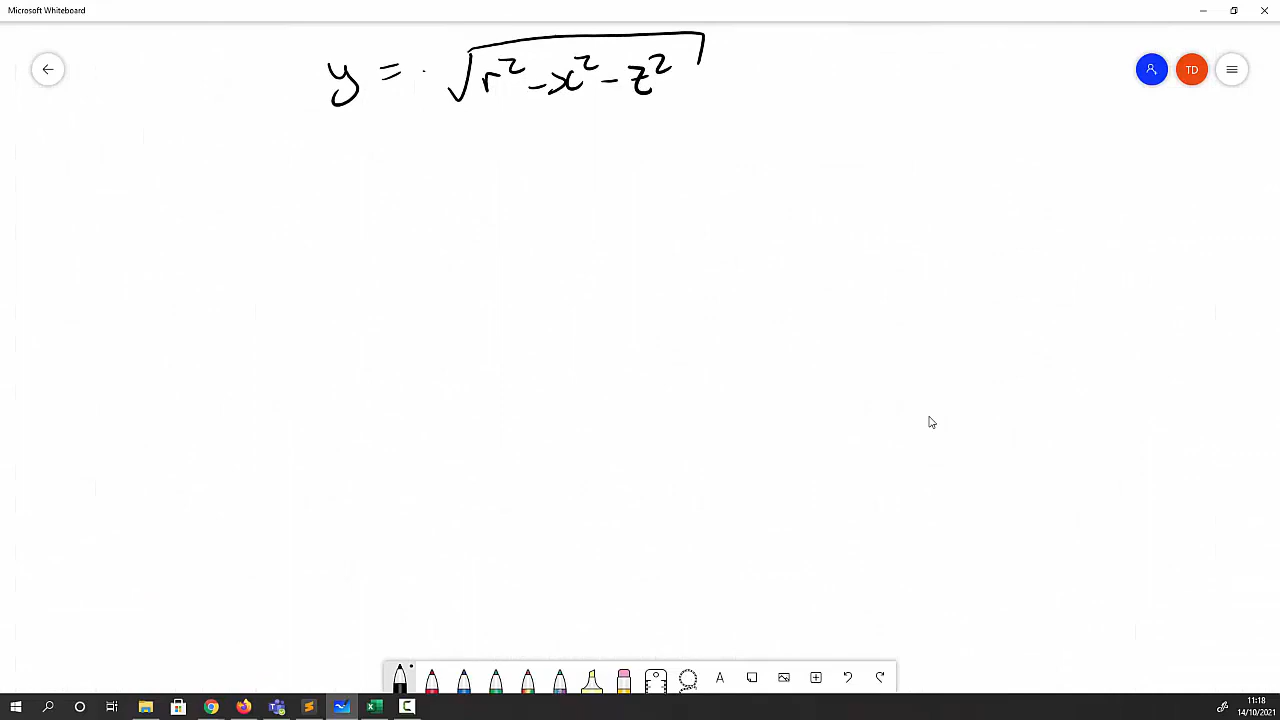 Microsoft Whiteboard
y = √(r² - x² - z²)
TD
A
11:18
14/10/2021